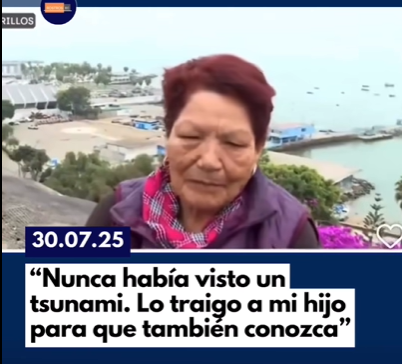 RILLOS
30.07.25
“Nunca había visto un
tsunami. Lo traigo a mi hijo
para que también conozca”